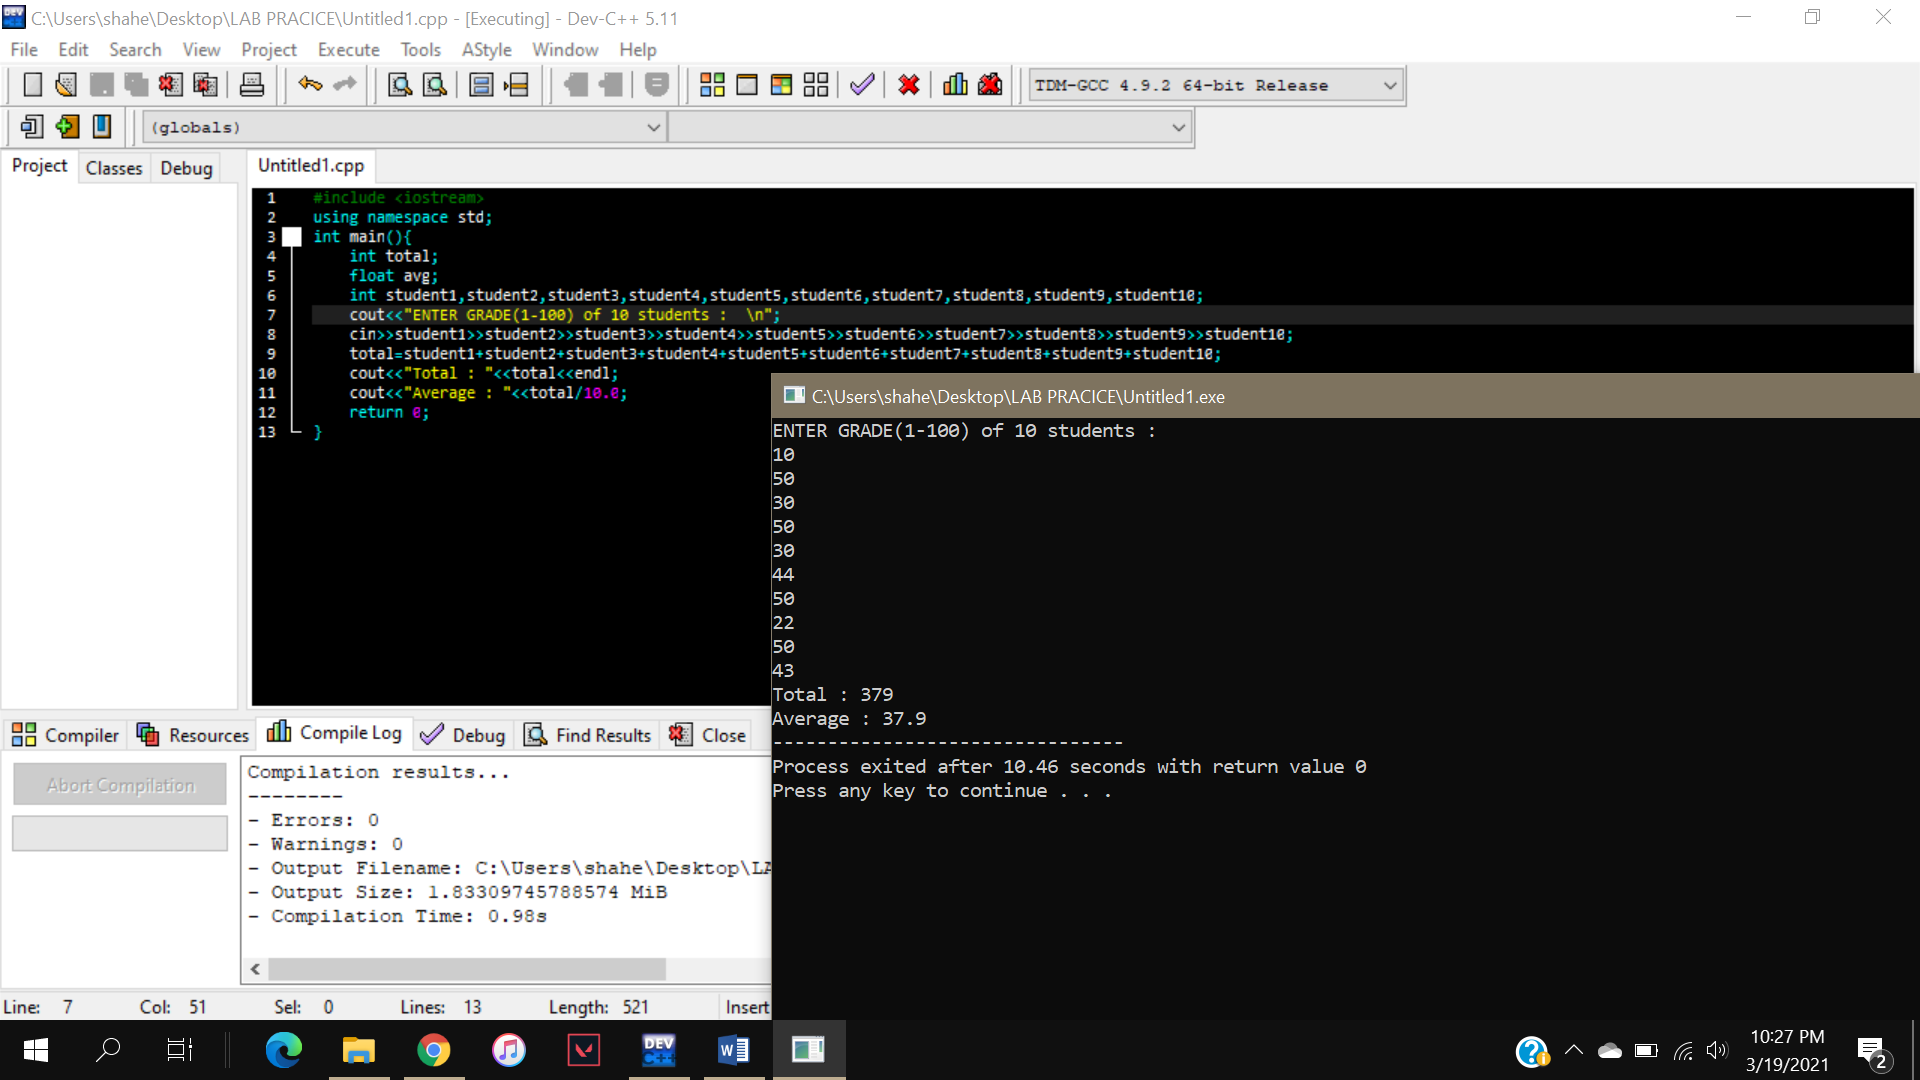 C:\Users\shahe\Desktop\LAB PRACICE\Untitled1.cpp - [Executing] - Dev-C++ 5.11
File Edit Search View Project Execute Tools AStyle Window Help
TDM-GCC 4.9.2 64-bit Release
(globals)
Project Classes Debug
Untitled1.cpp
1 #include <iostream>
2 using namespace std;
3 int main(){
4 int total;
5 float avg;
6 int student1,student2,student3,student4,student5,student6,student7,student8,student9,student10;
7 cout<<"ENTER GRADE(1-100) of 10 students :  \n";
8 cin>>student1>>student2>>student3>>student4>>student5>>student6>>student7>>student8>>student9>>student10;
9 total=student1+student2+student3+student4+student5+student6+student7+student8+student9+student10;
10 cout<<"Total : "<<total<<endl;
11 cout<<"Average : "<<total/10.0;
12 return 0;
13 }
C:\Users\shahe\Desktop\LAB PRACICE\Untitled1.exe
ENTER GRADE(1-100) of 10 students :
10
50
30
50
30
44
50
22
50
43
Total : 379
Average : 37.9
--------------------------------
Process exited after 10.46 seconds with return value 0
Press any key to continue . . .
Compiler Resources Compile Log Debug Find Results Close
Abort Compilation
Compilation results...
--------
- Errors: 0
- Warnings: 0
- Output Filename: C:\Users\shahe\Desktop\LA
- Output Size: 1.83309745788574 MiB
- Compilation Time: 0.98s
Line: 7 Col: 51 Sel: 0 Lines: 13 Length: 521 Insert
DEV
C++
10:27 PM
3/19/2021
2